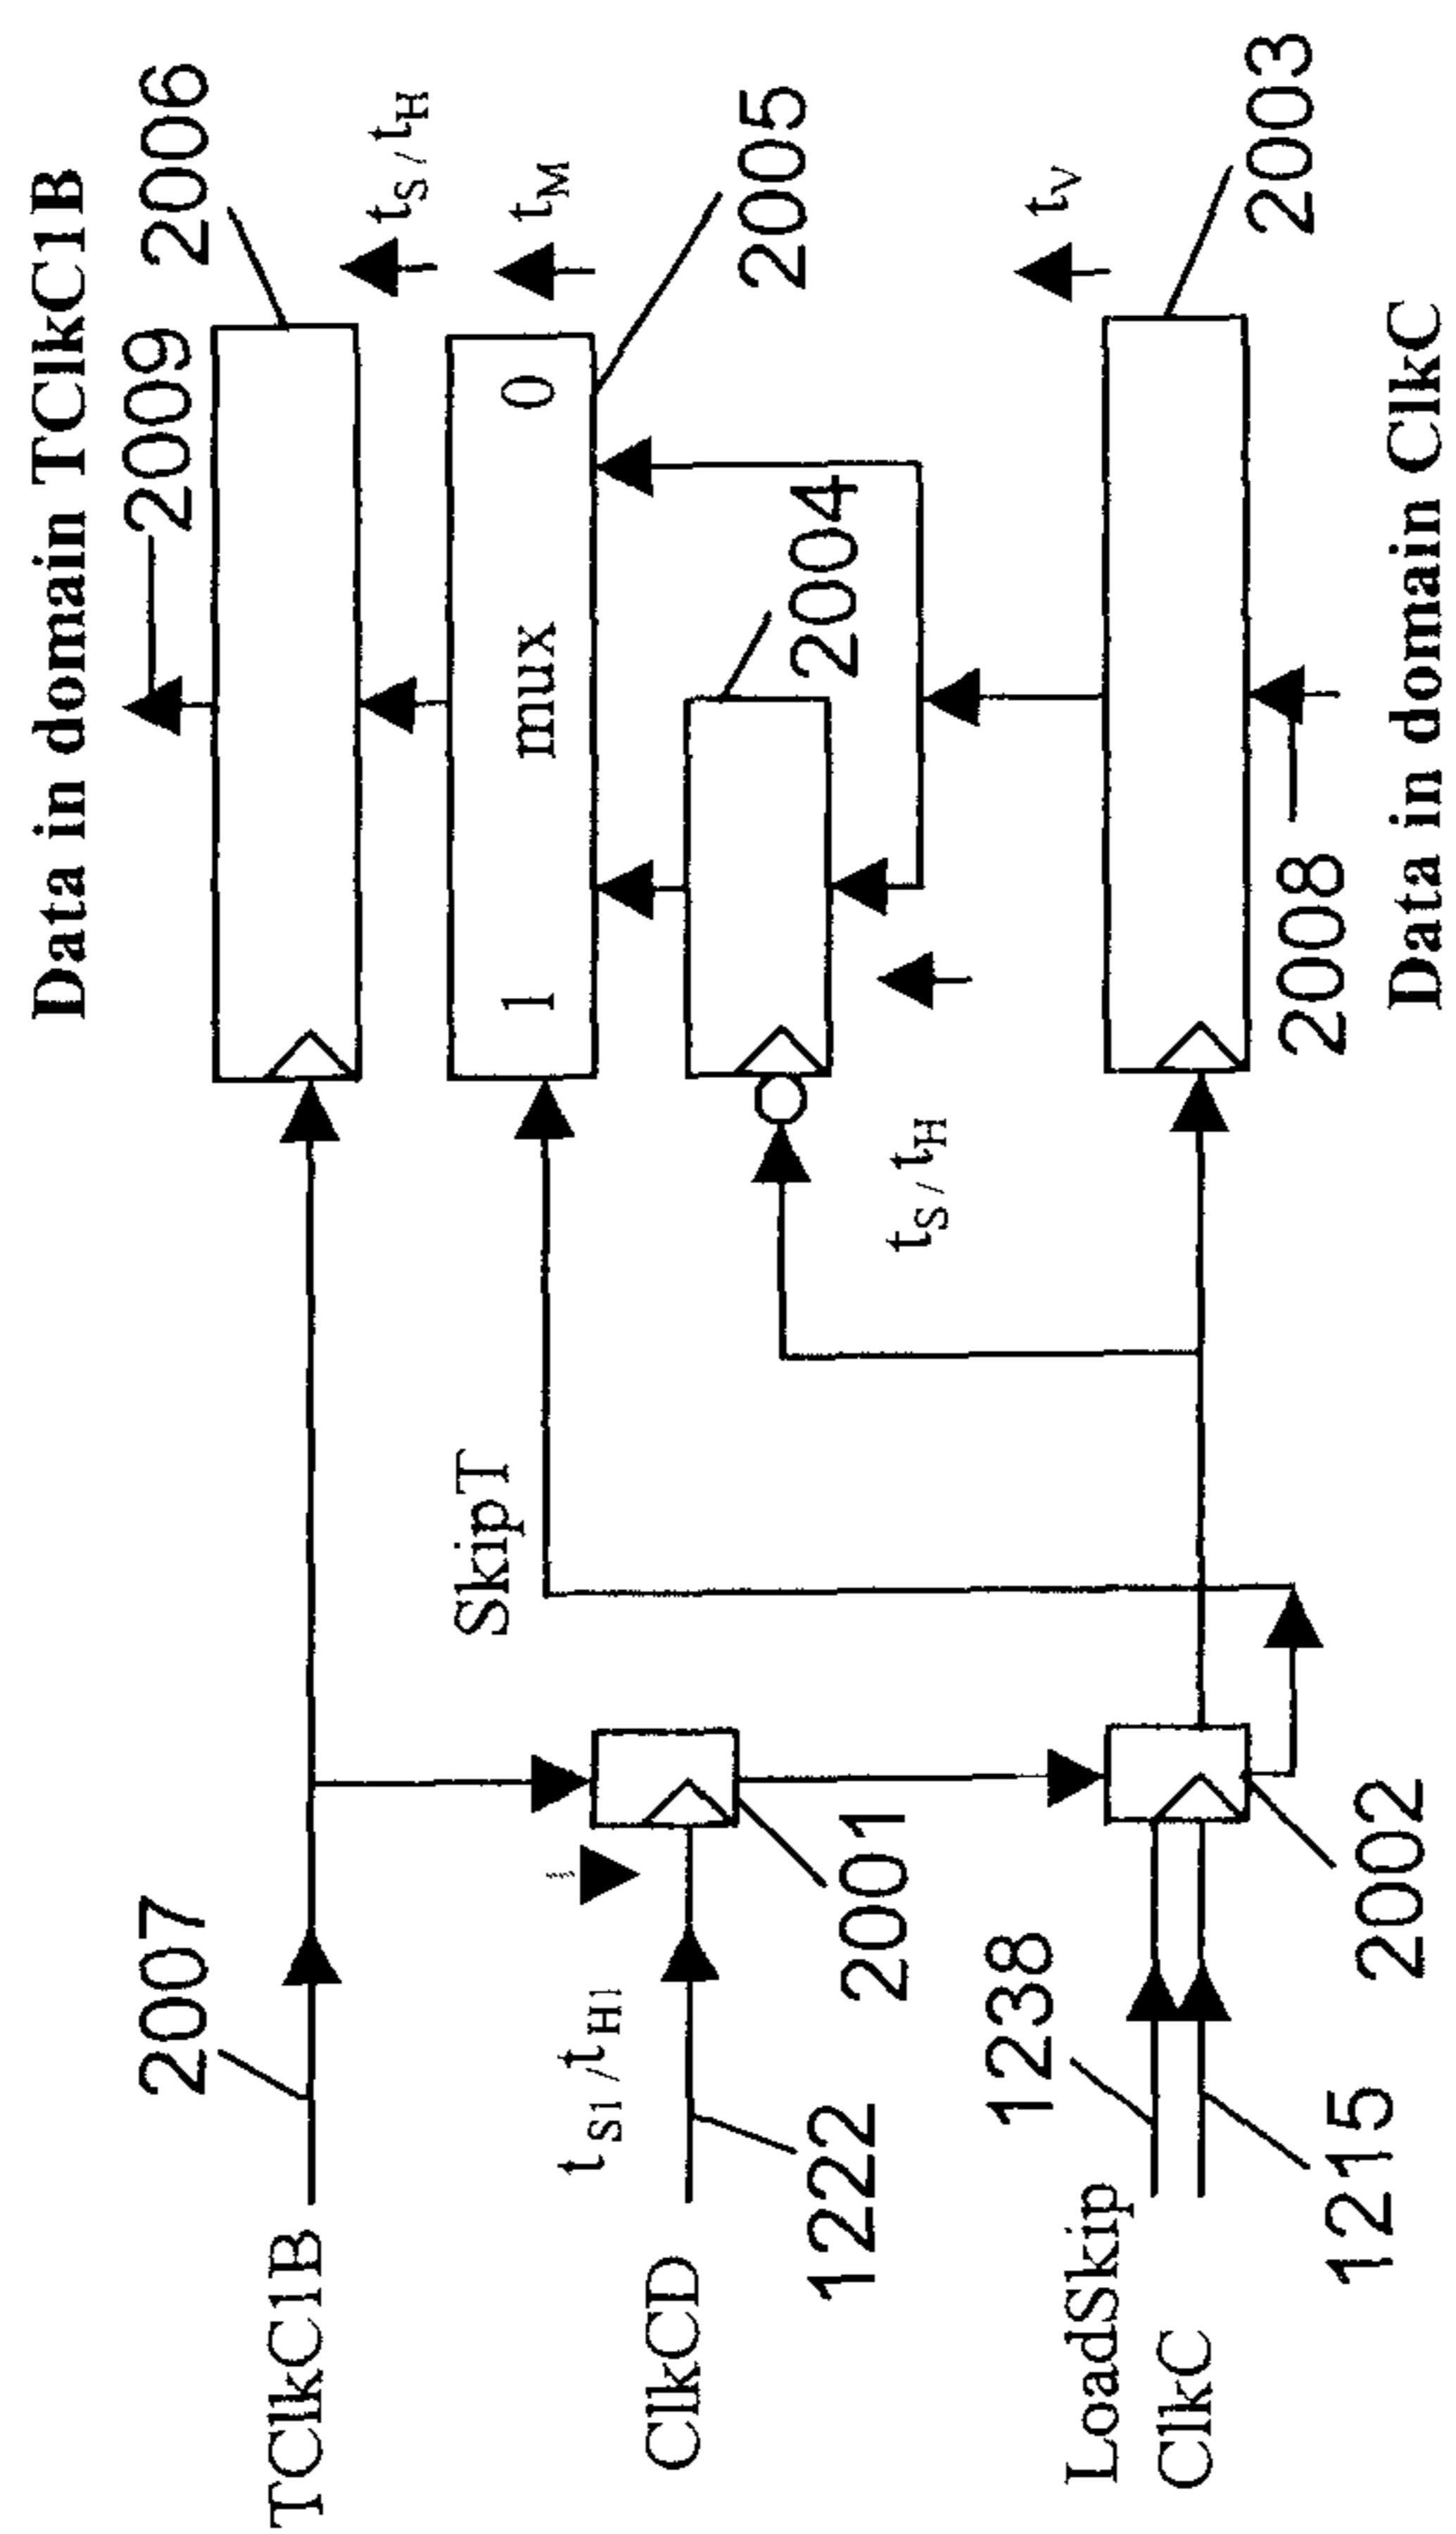 Data in domain TClkC1B
2009
2006
tS/tH
2007
TClkC1B
SkipT
1 mux 0
tM
2005
tS1/tH1
2004
ClkCD
1222
2001
tS/tH
1238
LoadSkip
tV
ClkC
1215
2002
2008
2003
Data in domain ClkC